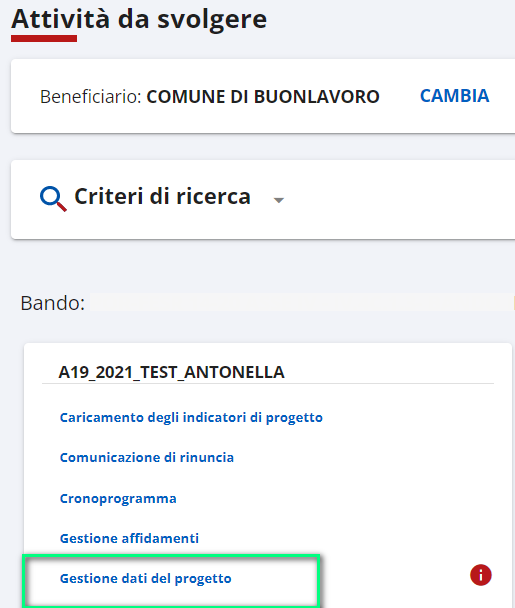 Attività da svolgere
Beneficiario: COMUNE DI BUONLAVORO CAMBIA
Criteri di ricerca
Bando:
A19_2021_TEST_ANTONELLA
Caricamento degli indicatori di progetto
Comunicazione di rinuncia
Cronoprogramma
Gestione affidamenti
Gestione dati del progetto